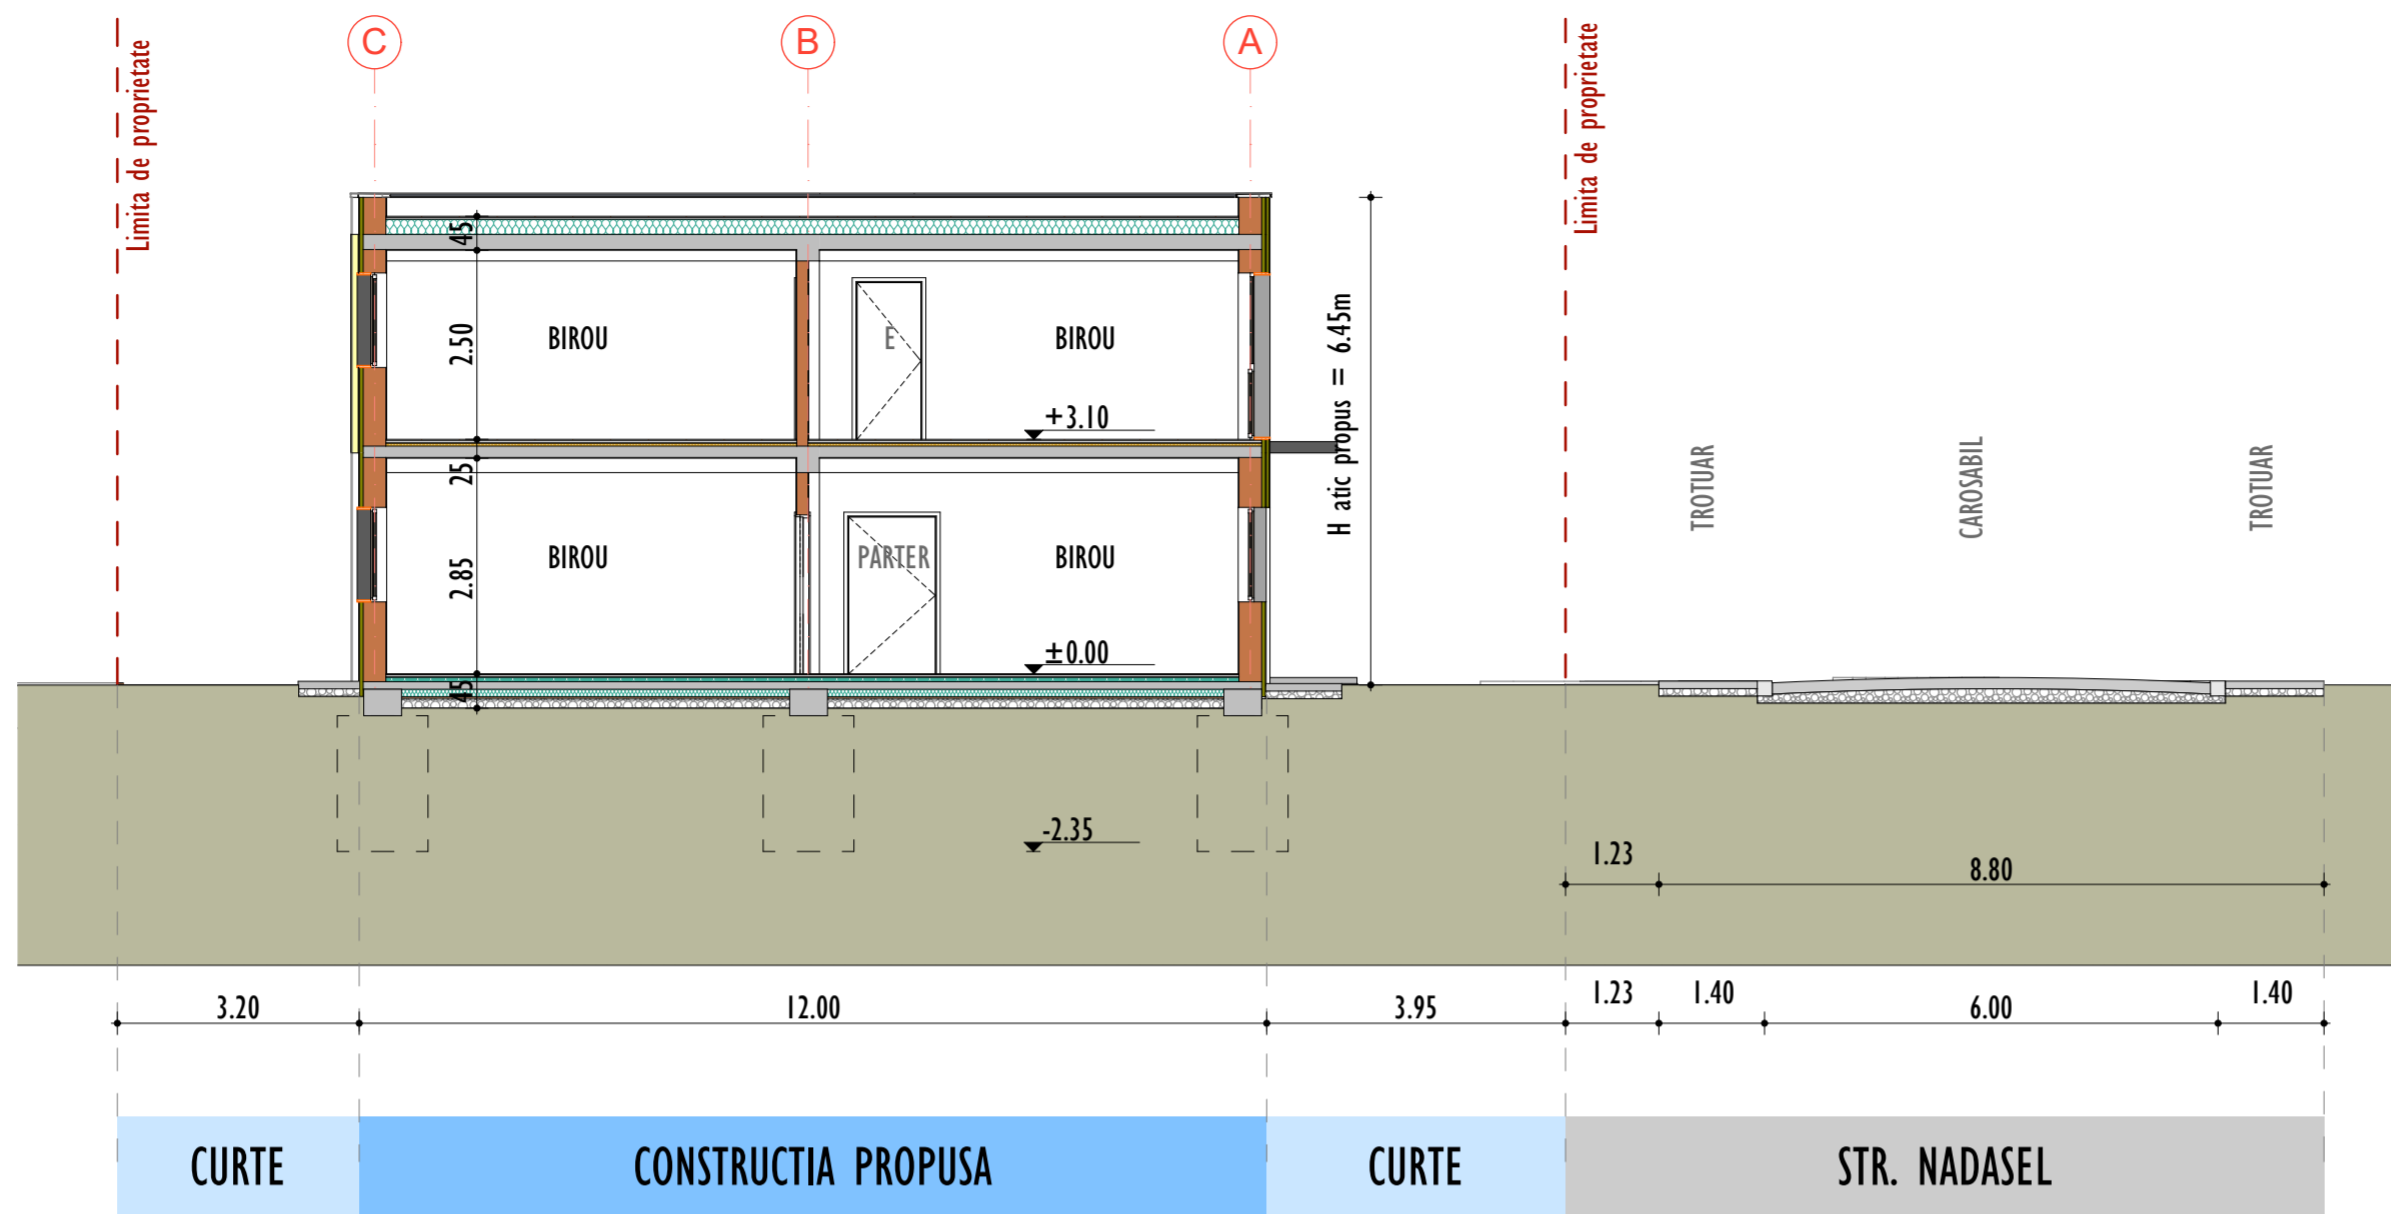 C
B
A
Limita de proprietate
Limita de proprietate
45
2.50
BIROU
E
BIROU
+3.10
H atic propus = 6.45m
25
TROTUAR
CAROSABIL
TROTUAR
2.85
BIROU
PARTER
BIROU
±0.00
45
-2.35
1.23
8.80
3.20
12.00
3.95
1.23
1.40
6.00
1.40
CURTE
CONSTRUCTIA PROPUSA
CURTE
STR. NADASEL